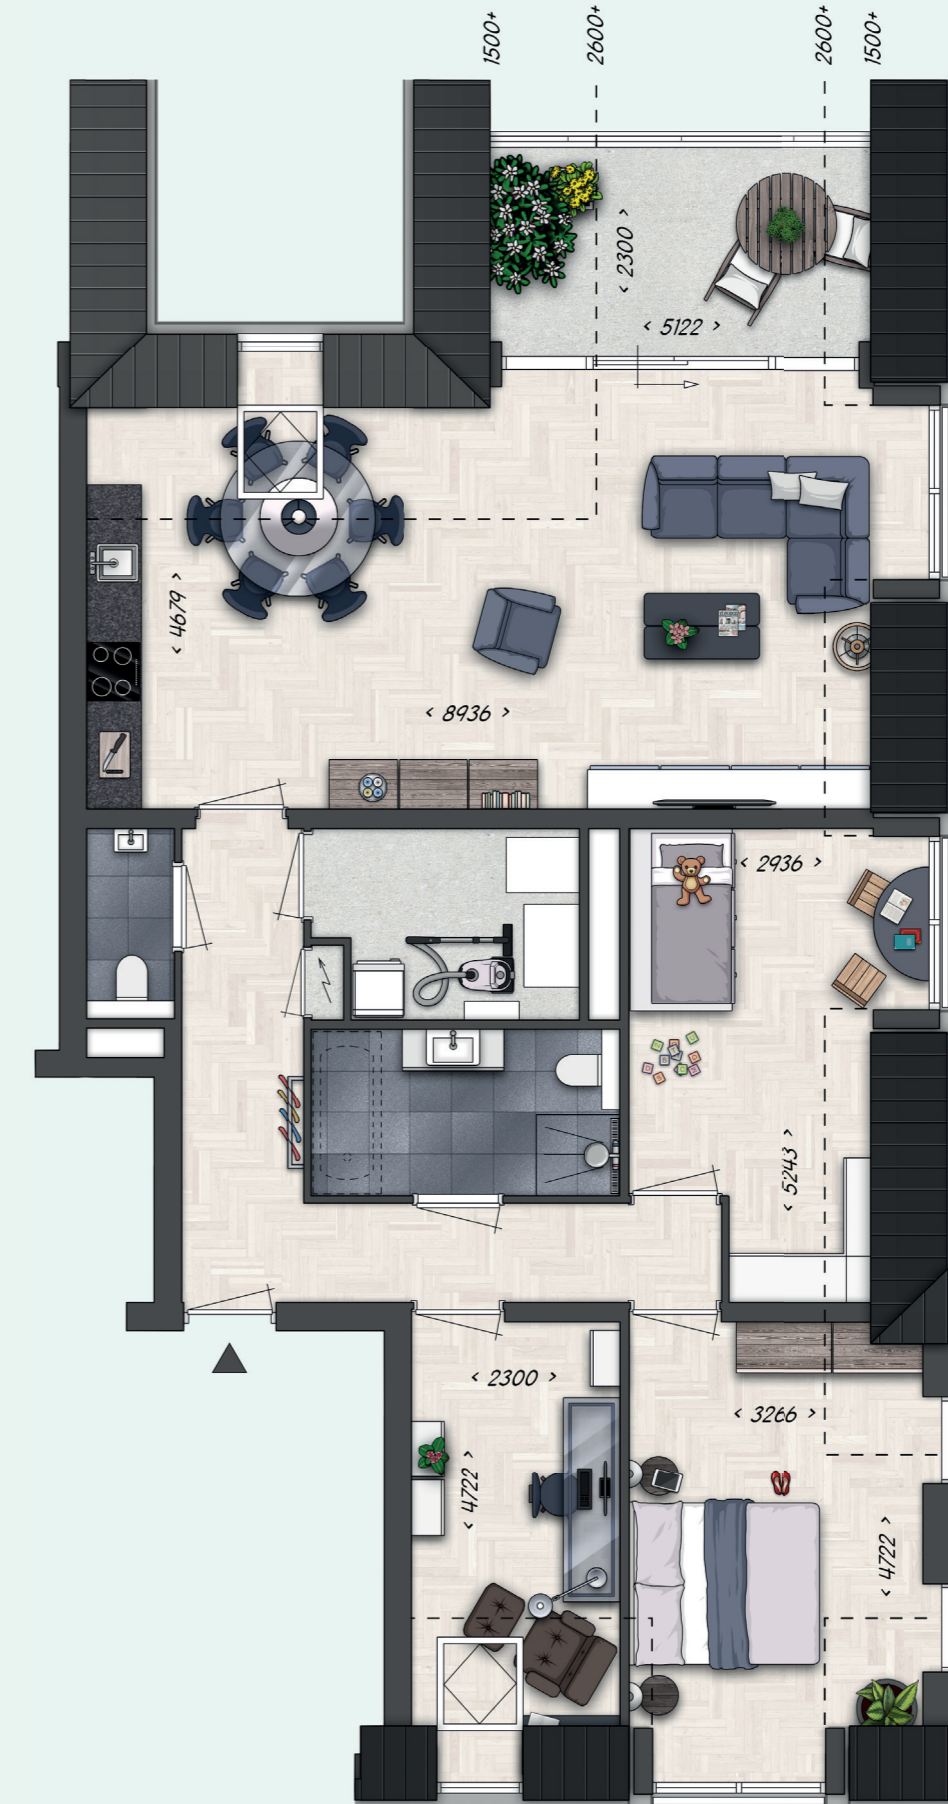 1500+
2600+
2600+
1500+
< 2300 >
< 5122 >
< 4679 >
< 8936 >
< 2936 >
< 5243 >
< 2300 >
< 3266 >
< 4722 >
< 4722 >